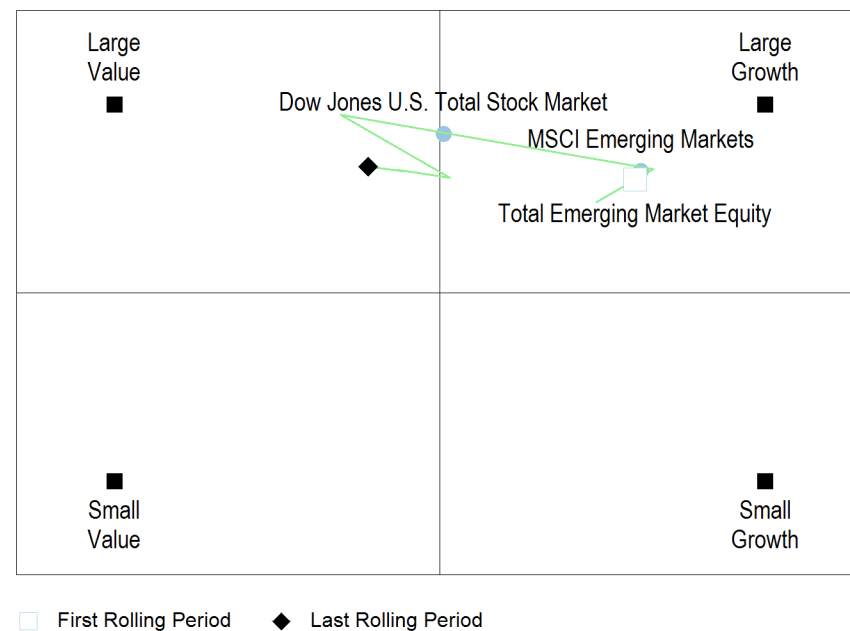 Large
Value
Large
Growth
Dow Jones U.S. Total Stock Market
MSCI Emerging Markets
Total Emerging Market Equity
Small
Value
Small
Growth
First Rolling Period
Last Rolling Period